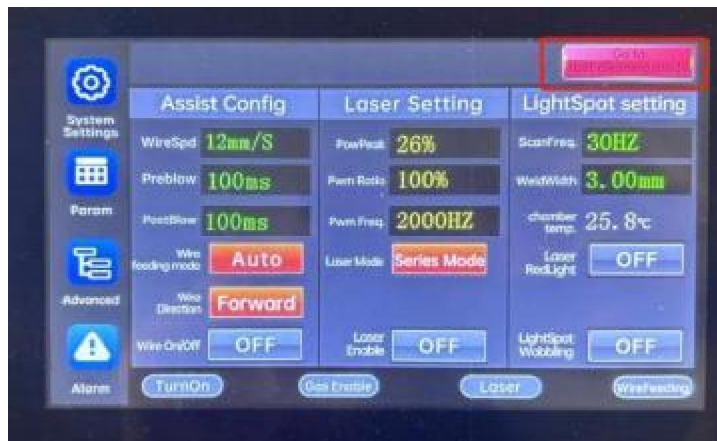 Go to
System
Settings
Param
Advanced
Alarm
Assist Config
WireSpd 12mm/S
Preblow 100ms
PostBlow 100ms
Wire
feeding mode Auto
Wire
Direction Forward
Wire On/Off OFF
Laser Setting
PowPeak 26%
Pwm Ratio 100%
Pwm Freq. 2000HZ
Laser Mode Series Mode
Laser
Enable OFF
LightSpot setting
ScanFreq. 30HZ
WeldWidth 3.00mm
chamber
temp. 25.8℃
Laser
RedLight OFF
LightSpot
Wobbling OFF
TurnOn
Gas Enable
Laser
WireFeeding